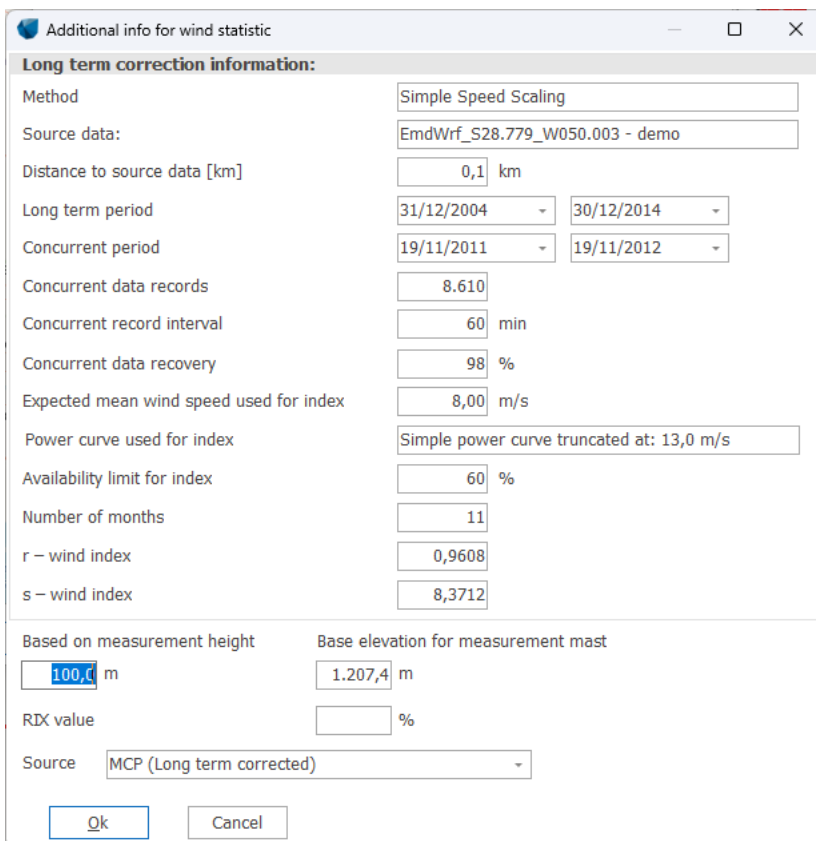 Additional info for wind statistic
Long term correction information:
Method Simple Speed Scaling
Source data: EmdWrf_S28.779_W050.003 - demo
Distance to source data [km] 0,1 km
Long term period 31/12/2004 30/12/2014
Concurrent period 19/11/2011 19/11/2012
Concurrent data records 8.610
Concurrent record interval 60 min
Concurrent data recovery 98 %
Expected mean wind speed used for index 8,00 m/s
Power curve used for index Simple power curve truncated at: 13,0 m/s
Availability limit for index 60 %
Number of months 11
r – wind index 0,9608
s – wind index 8,3712
Based on measurement height Base elevation for measurement mast
100,0 m 1.207,4 m
RIX value %
Source MCP (Long term corrected)
Ok Cancel